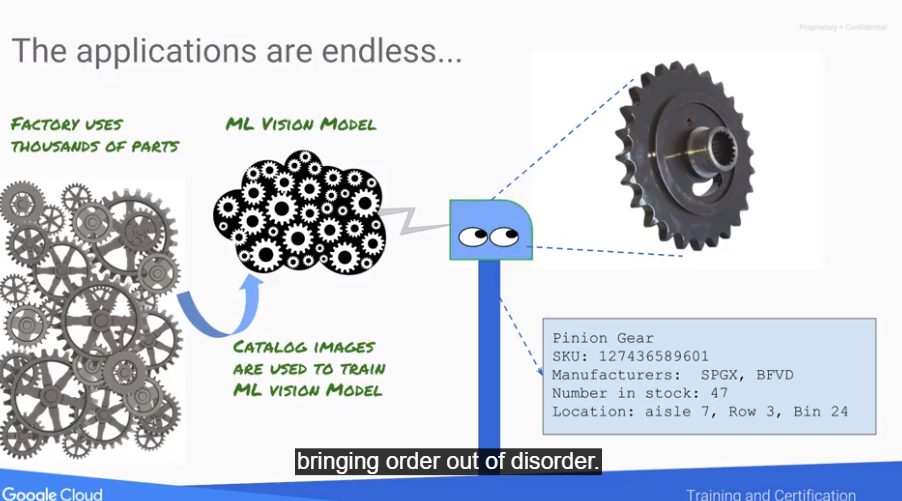 Proprietary + Confidential
The applications are endless...
FACTORY USES
THOUSANDS OF PARTS
ML VISION MODEL
CATALOG IMAGES
ARE USED TO TRAIN
ML VISION MODEL
Pinion Gear
SKU: 127436589601
Manufacturers: SPGX, BFVD
Number in stock: 47
Location: aisle 7, Row 3, Bin 24
bringing order out of disorder.
Google Cloud
Training and Certification